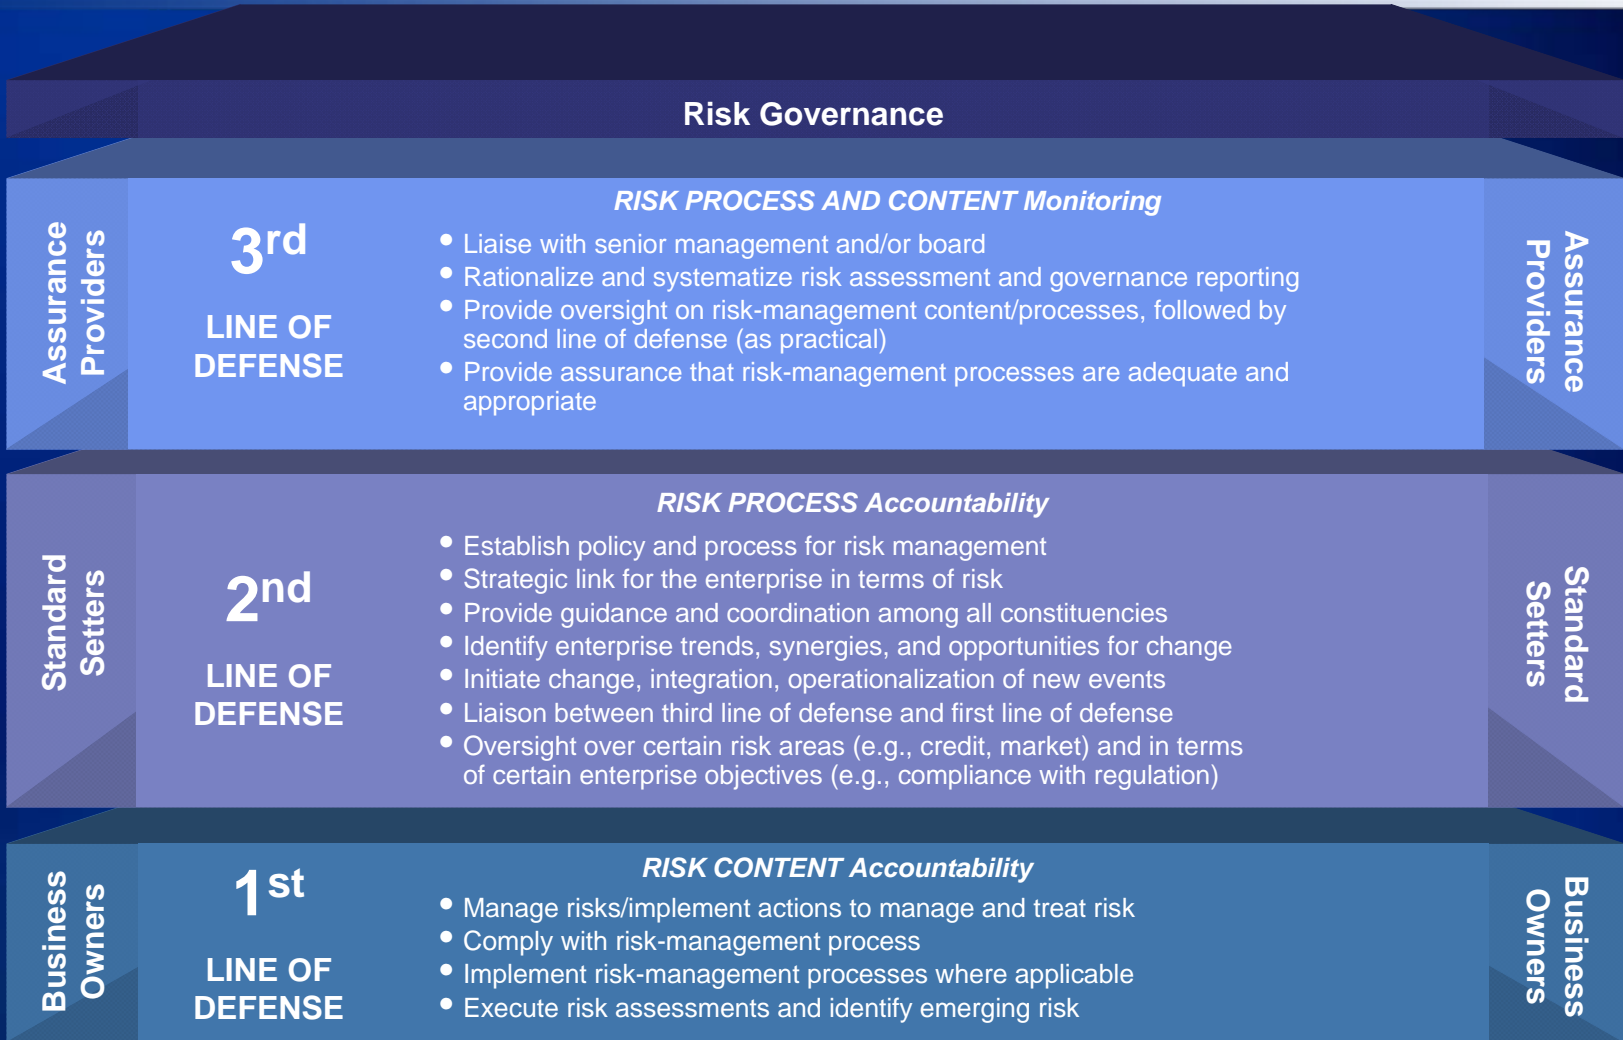 Risk Governance
Assurance
Providers
3rd
LINE OF
DEFENSE
RISK PROCESS AND CONTENT Monitoring
• Liaise with senior management and/or board
• Rationalize and systematize risk assessment and governance reporting
• Provide oversight on risk-management content/processes, followed by
second line of defense (as practical)
• Provide assurance that risk-management processes are adequate and
appropriate
Assurance
Providers
Standard
Setters
2nd
LINE OF
DEFENSE
RISK PROCESS Accountability
• Establish policy and process for risk management
• Strategic link for the enterprise in terms of risk
• Provide guidance and coordination among all constituencies
• Identify enterprise trends, synergies, and opportunities for change
• Initiate change, integration, operationalization of new events
• Liaison between third line of defense and first line of defense
• Oversight over certain risk areas (e.g., credit, market) and in terms
of certain enterprise objectives (e.g., compliance with regulation)
Standard
Setters
Business
Owners
1st
LINE OF
DEFENSE
RISK CONTENT Accountability
• Manage risks/implement actions to manage and treat risk
• Comply with risk-management process
• Implement risk-management processes where applicable
• Execute risk assessments and identify emerging risk
Business
Owners